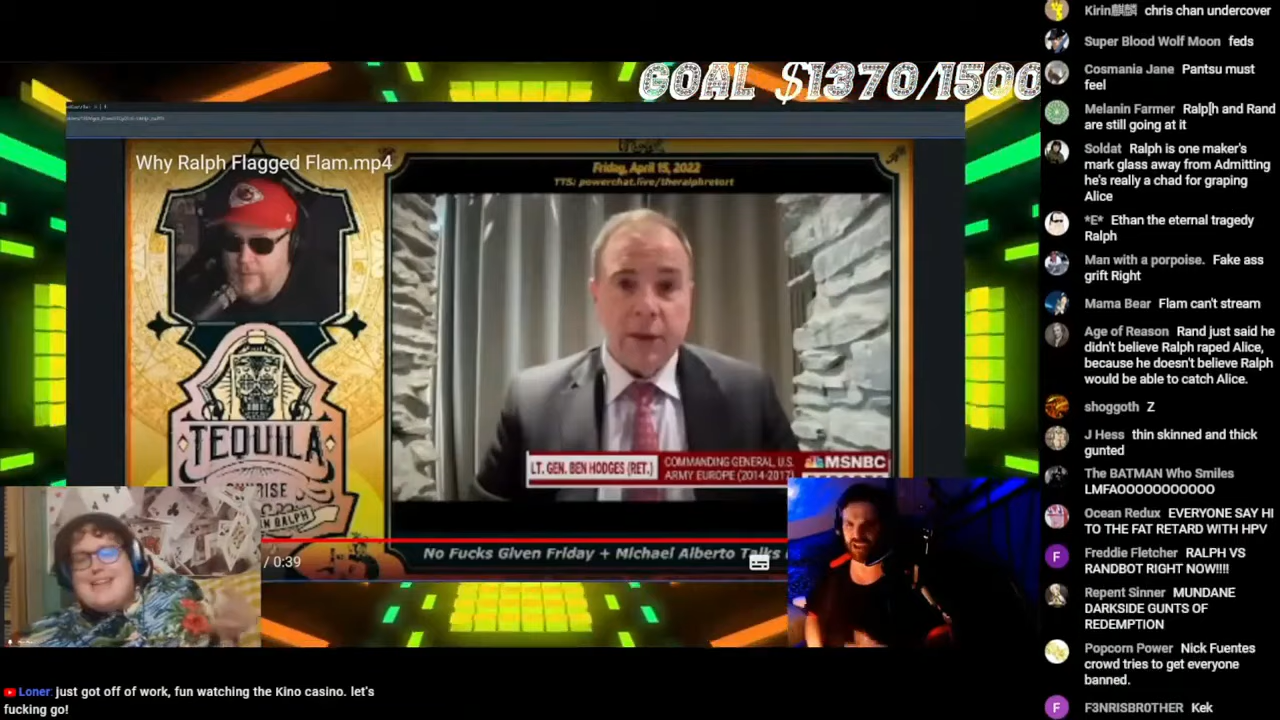 GOAL $1370/1500
Why Ralph Flagged Flam.mp4
Friday, April 15, 2022
TTS: powerchat.live/theralphretort
TEQUILA
LT. GEN. BEN HODGES (RET.)
COMMANDING GENERAL, U.S.
ARMY EUROPE (2014-2017)
MSNBC
No Fucks Given Friday + Michael Alberto Talks
/ 0:39
Loner: just got off of work, fun watching the Kino casino. let's
fucking go!
chris chan undercover
Super Blood Wolf Moon feds
Cosmania Jane Pantsu must
feel
Melanin Farmer Ralph and Rand
are still going at it
Soldat Ralph is one maker's
mark glass away from Admitting
he's really a chad for graping
Alice
*E* Ethan the eternal tragedy
Ralph
Man with a porpoise. Fake ass
grift Right
Mama Bear Flam can't stream
Age of Reason Rand just said he
didn't believe Ralph raped Alice,
because he doesn't believe Ralph
would be able to catch Alice.
shoggoth Z
J Hess thin skinned and thick
gunted
The BATMAN Who Smiles
LMFAOOOOOOOOOOO
Ocean Redux EVERYONE SAY HI
TO THE FAT RETARD WITH HPV
F
Freddie Fletcher RALPH VS
RANDBOT RIGHT NOW!!!!
Repent Sinner MUNDANE
DARKSIDE GUNTS OF
REDEMPTION
Popcorn Power Nick Fuentes
crowd tries to get everyone
banned.
F
F3NRISBR0THER Kek